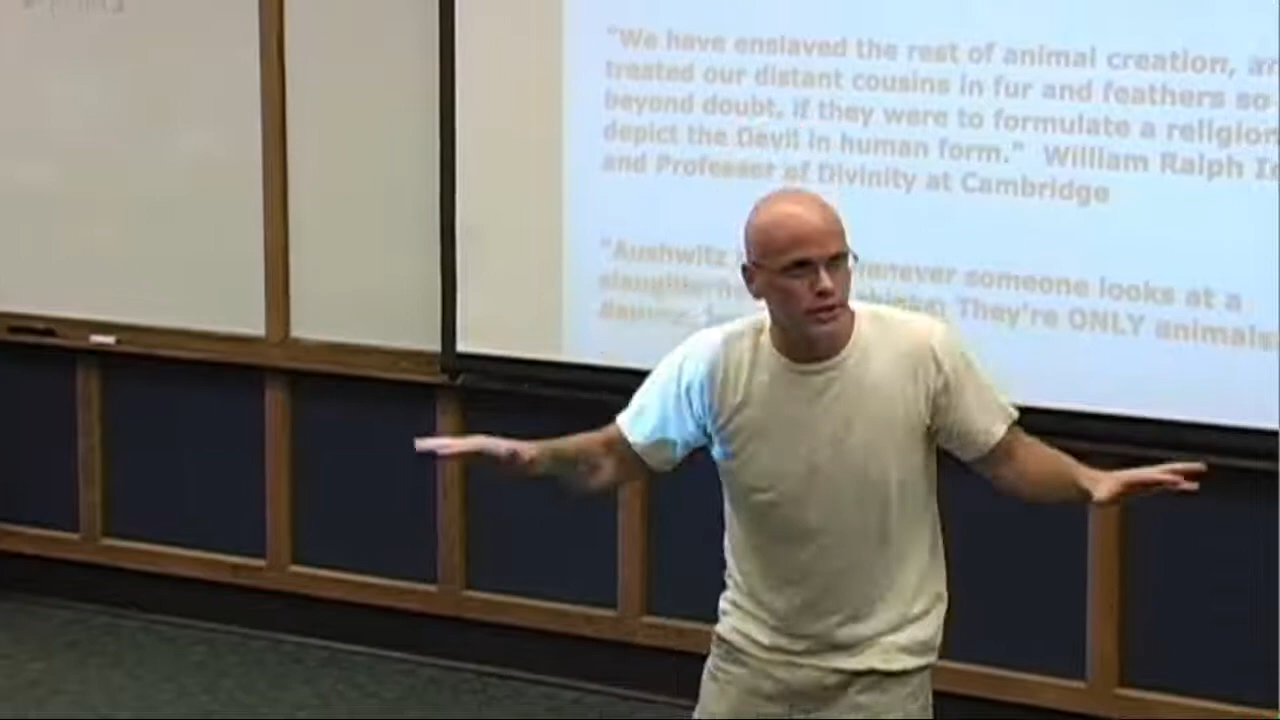 "We have enslaved the rest of animal creation,
treated our distant cousins in fur and feathers so
beyond doubt, if they were to formulate a religion
depict the Devil in human form." William Ralph
and Professor of Divinity at Cambridge
"Aushwitz whenever someone looks at a
They're ONLY animals